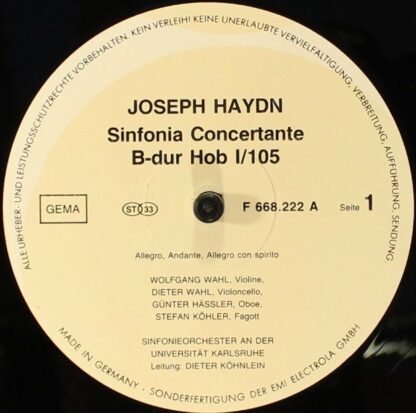 ALLE URHEBER- UND LEISTUNGSSCHUTZRECHTE VORBEHALTEN. KEIN VERLEIH! KEINE UNERLAUBTE VERVIELFÄLTIGUNG, VERBREITUNG, AUFFÜHRUNG, SENDUNG
JOSEPH HAYDN
Sinfonia Concertante
B-dur Hob I/105
GEMA
ST 33
F 668.222 A Seite 1
Allegro, Andante, Allegro con spirito
WOLFGANG WAHL, Violine,
DIETER WAHL, Violoncello,
GÜNTER HÄSSLER, Oboe,
STEFAN KÖHLER, Fagott
SINFONIEORCHESTER AN DER
UNIVERSITÄT KARLSRUHE
Leitung: DIETER KÖHNLEIN
MADE IN GERMANY - SONDERFERTIGUNG DER EMI ELECTROLA GMBH